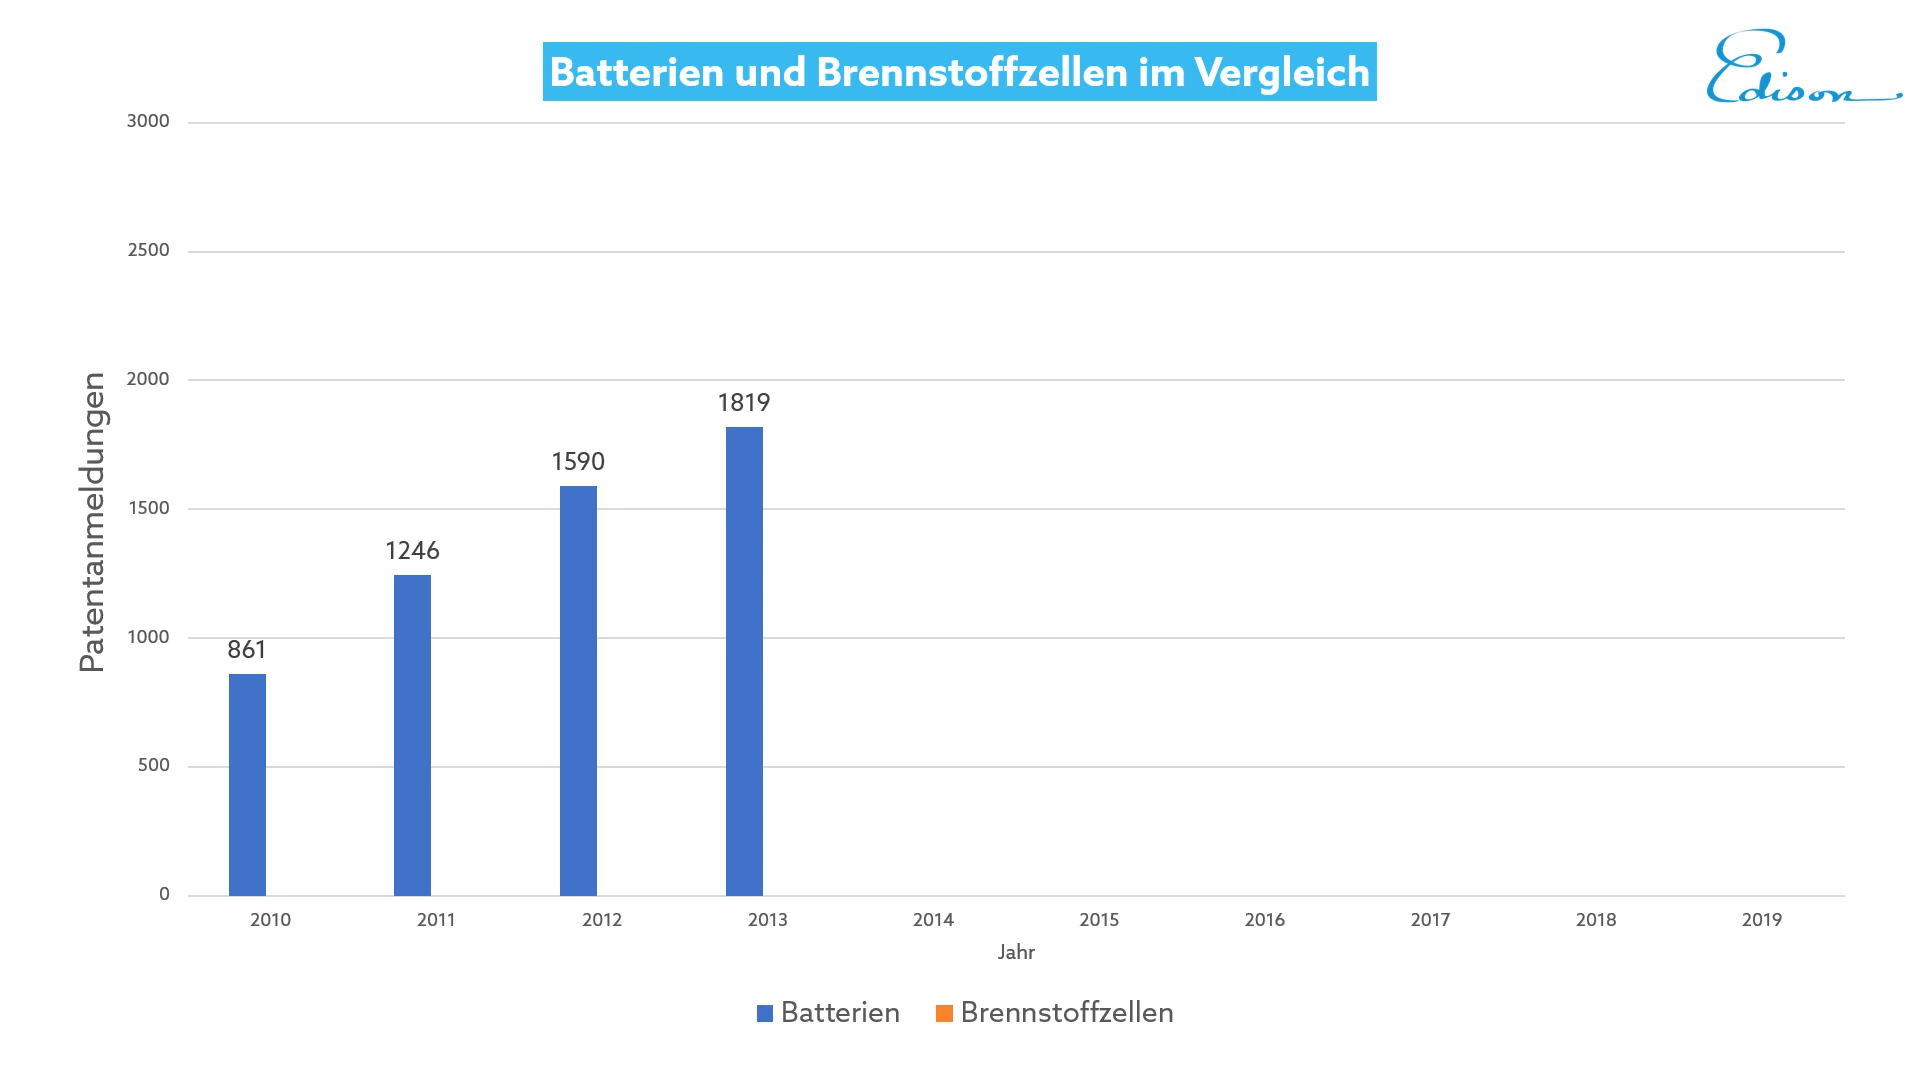 Batterien und Brennstoffzellen im Vergleich
Edison
Patentanmeldungen
3000
2500
2000
1500
1000
500
0
861
1246
1590
1819
2010 2011 2012 2013 2014 2015 2016 2017 2018 2019
Jahr
Batterien Brennstoffzellen